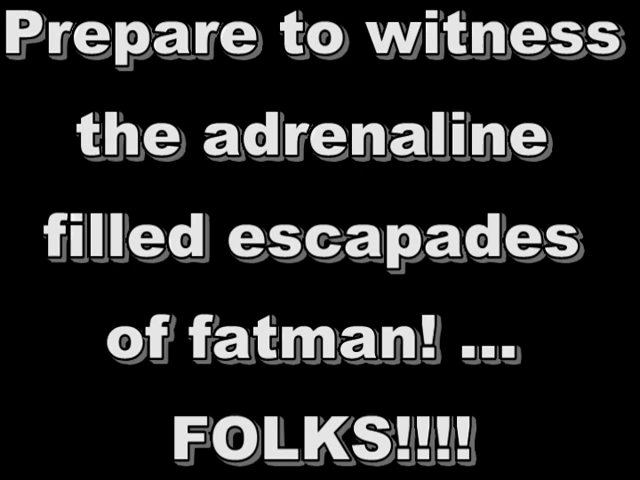 Prepare to witness
the adrenaline
filled escapades
of fatman! ...
FOLKS!!!!